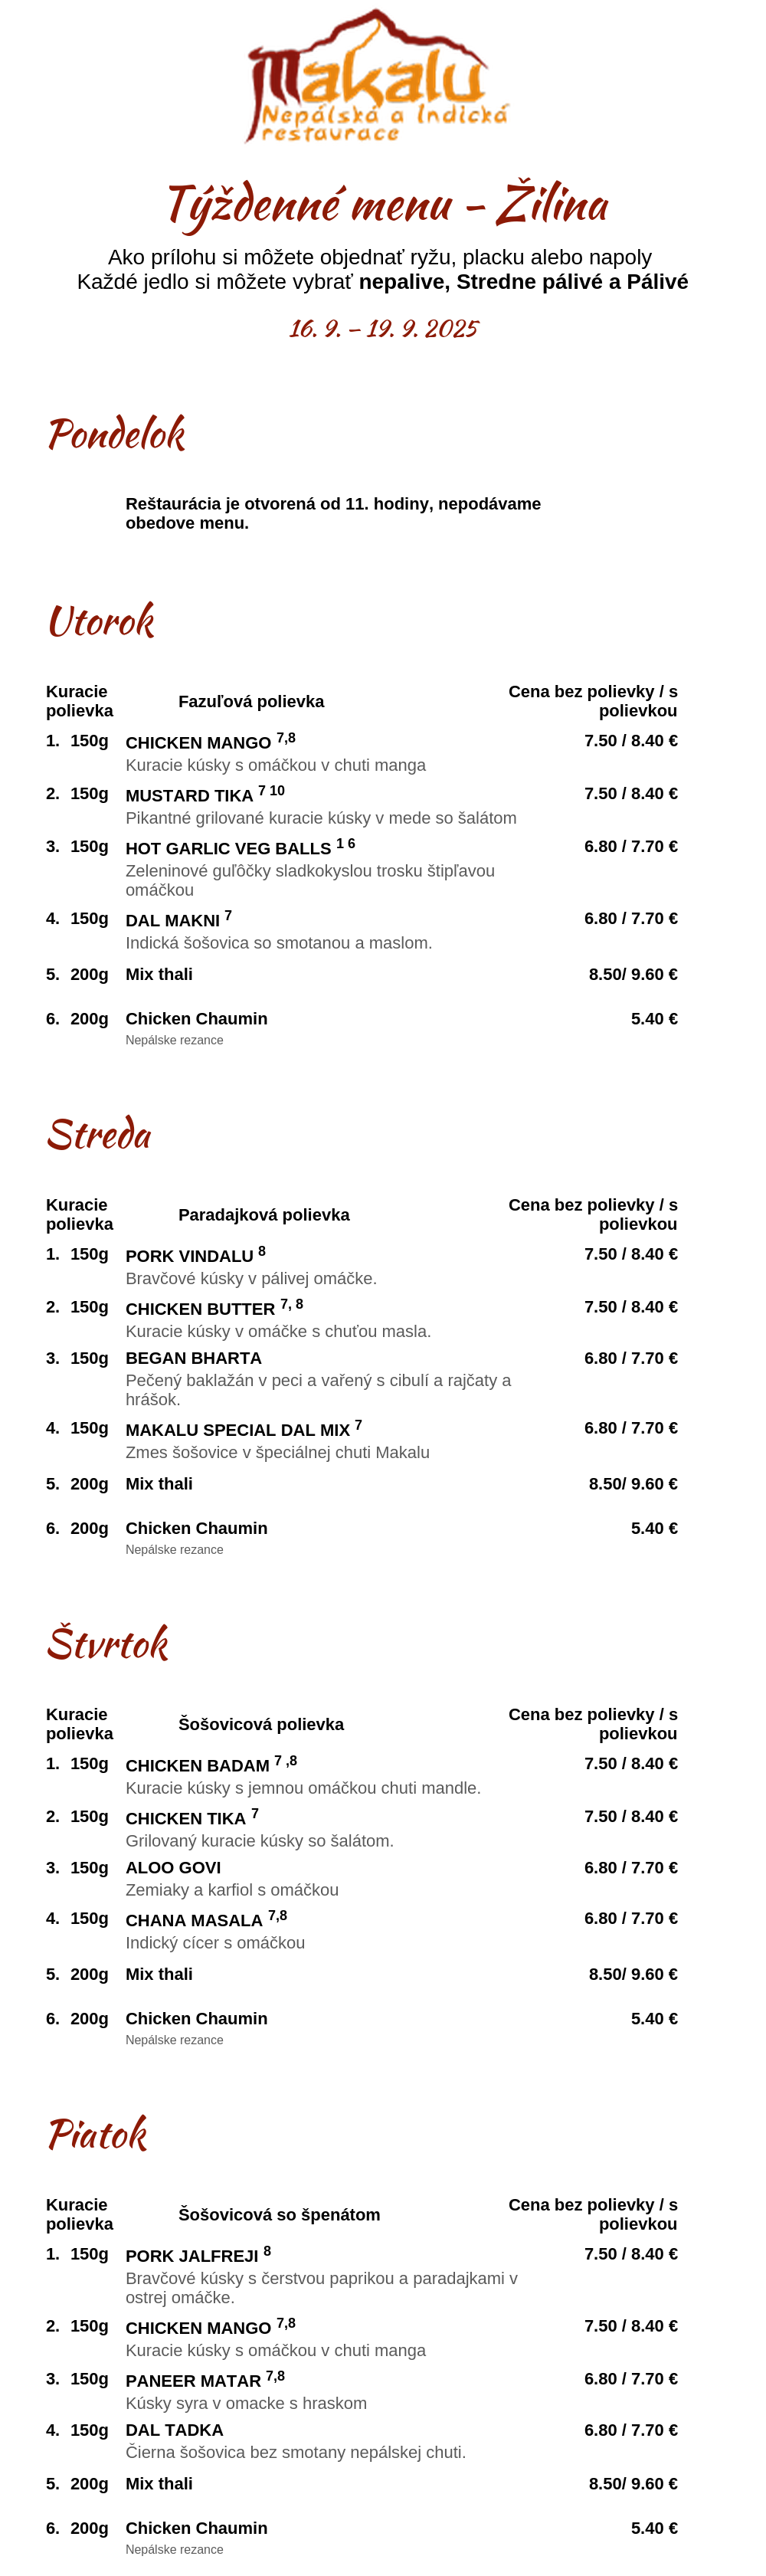 Makalu
Nepálská a Indická
restaurace
Týždenné menu - Žilina
Ako prílohu si môžete objednať ryžu, placku alebo napoly
Každé jedlo si môžete vybrať nepalive, Stredne pálivé a Pálivé
16. 9. – 19. 9. 2025
Pondelok
Reštaurácia je otvorená od 11. hodiny, nepodávame
obedove menu.
Utorok
Kuracie
polievka
Fazuľová polievka
Cena bez polievky / s
polievkou
1. 150g CHICKEN MANGO 7,8 7.50 / 8.40 €
Kuracie kúsky s omáčkou v chuti manga
2. 150g MUSTARD TIKA 7 10 7.50 / 8.40 €
Pikantné grilované kuracie kúsky v mede so šalátom
3. 150g HOT GARLIC VEG BALLS 1 6 6.80 / 7.70 €
Zeleninové guľôčky sladkokyslou trosku štipľavou
omáčkou
4. 150g DAL MAKNI 7 6.80 / 7.70 €
Indická šošovica so smotanou a maslom.
5. 200g Mix thali 8.50/ 9.60 €
6. 200g Chicken Chaumin 5.40 €
Nepálske rezance
Streda
Kuracie
polievka
Paradajková polievka
Cena bez polievky / s
polievkou
1. 150g PORK VINDALU 8 7.50 / 8.40 €
Bravčové kúsky v pálivej omáčke.
2. 150g CHICKEN BUTTER 7, 8 7.50 / 8.40 €
Kuracie kúsky v omáčke s chuťou masla.
3. 150g BEGAN BHARTA 6.80 / 7.70 €
Pečený baklažán v peci a vařený s cibulí a rajčaty a
hrášok.
4. 150g MAKALU SPECIAL DAL MIX 7 6.80 / 7.70 €
Zmes šošovice v špeciálnej chuti Makalu
5. 200g Mix thali 8.50/ 9.60 €
6. 200g Chicken Chaumin 5.40 €
Nepálske rezance
Štvrtok
Kuracie
polievka
Šošovicová polievka
Cena bez polievky / s
polievkou
1. 150g CHICKEN BADAM 7 ,8 7.50 / 8.40 €
Kuracie kúsky s jemnou omáčkou chuti mandle.
2. 150g CHICKEN TIKA 7 7.50 / 8.40 €
Grilovaný kuracie kúsky so šalátom.
3. 150g ALOO GOVI 6.80 / 7.70 €
Zemiaky a karfiol s omáčkou
4. 150g CHANA MASALA 7,8 6.80 / 7.70 €
Indický cícer s omáčkou
5. 200g Mix thali 8.50/ 9.60 €
6. 200g Chicken Chaumin 5.40 €
Nepálske rezance
Piatok
Kuracie
polievka
Šošovicová so špenátom
Cena bez polievky / s
polievkou
1. 150g PORK JALFREJI 8 7.50 / 8.40 €
Bravčové kúsky s čerstvou paprikou a paradajkami v
ostrej omáčke.
2. 150g CHICKEN MANGO 7,8 7.50 / 8.40 €
Kuracie kúsky s omáčkou v chuti manga
3. 150g PANEER MATAR 7,8 6.80 / 7.70 €
Kúsky syra v omacke s hraskom
4. 150g DAL TADKA 6.80 / 7.70 €
Čierna šošovica bez smotany nepálskej chuti.
5. 200g Mix thali 8.50/ 9.60 €
6. 200g Chicken Chaumin 5.40 €
Nepálske rezance